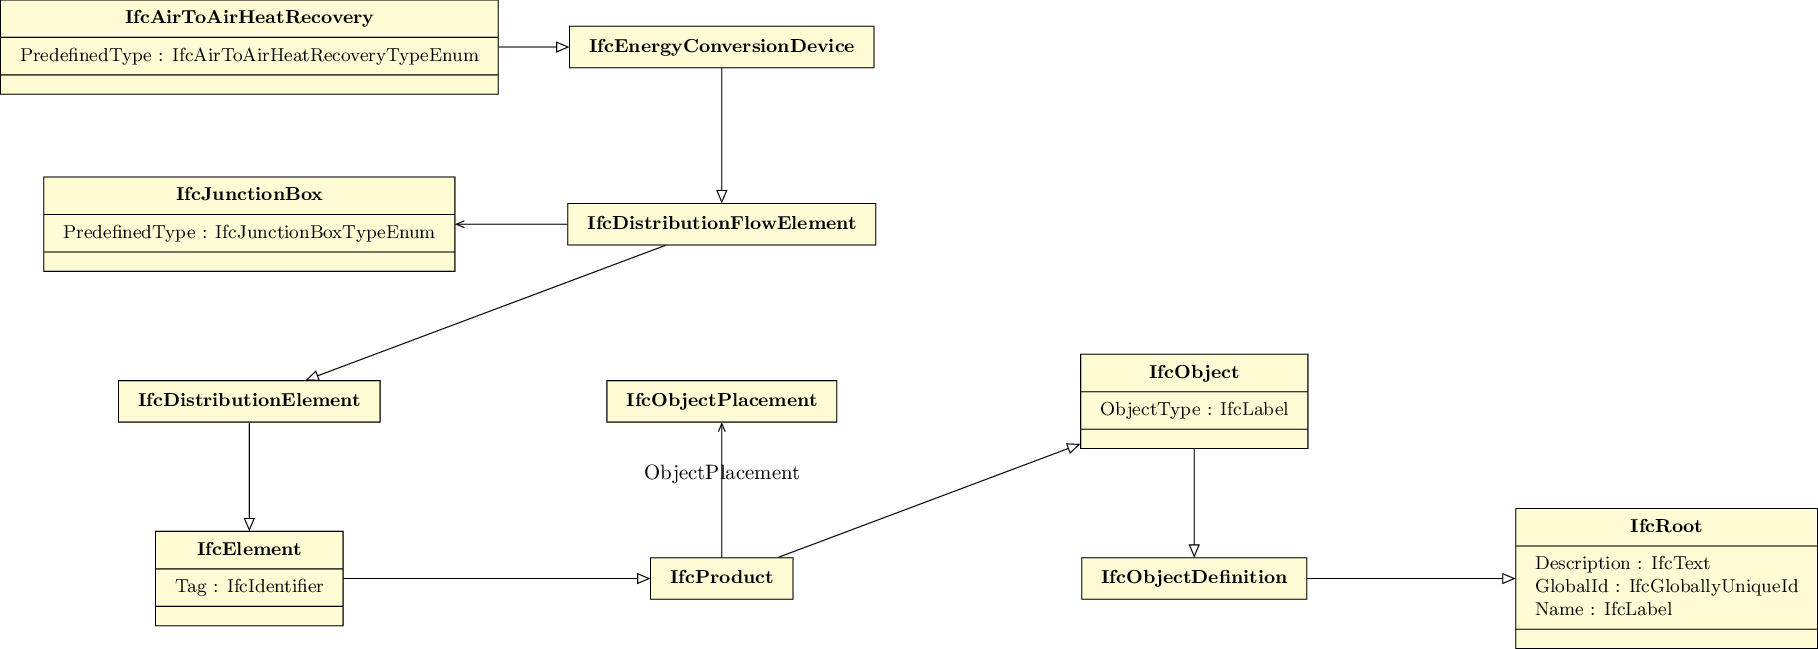 IfcAirToAirHeatRecovery
PredefinedType : IfcAirToAirHeatRecoveryTypeEnum
IfcEnergyConversionDevice
IfcJunctionBox
PredefinedType : IfcJunctionBoxTypeEnum
IfcDistributionFlowElement
IfcDistributionElement
IfcObjectPlacement
IfcObject
ObjectType : IfcLabel
ObjectPlacement
IfcElement
Tag : IfcIdentifier
IfcProduct
IfcObjectDefinition
IfcRoot
Description : IfcText
GlobalId : IfcGloballyUniqueId
Name : IfcLabel